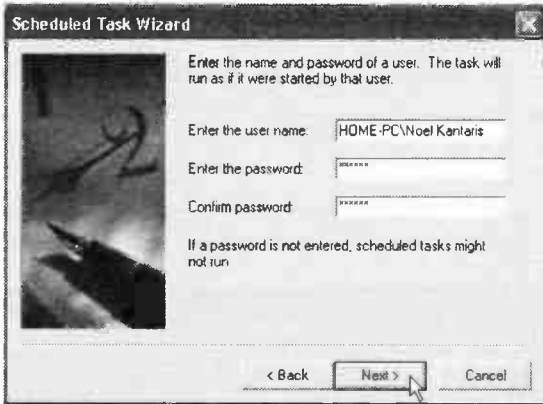 Scheduled Task Wizard
Enter the name and password of a user. The task will
run as if it were started by that user.
Enter the user name: HOME-PC\Noel Kantaris
Enter the password: ******
Confirm password: ******
If a password is not entered, scheduled tasks might
not run
< Back Next > Cancel